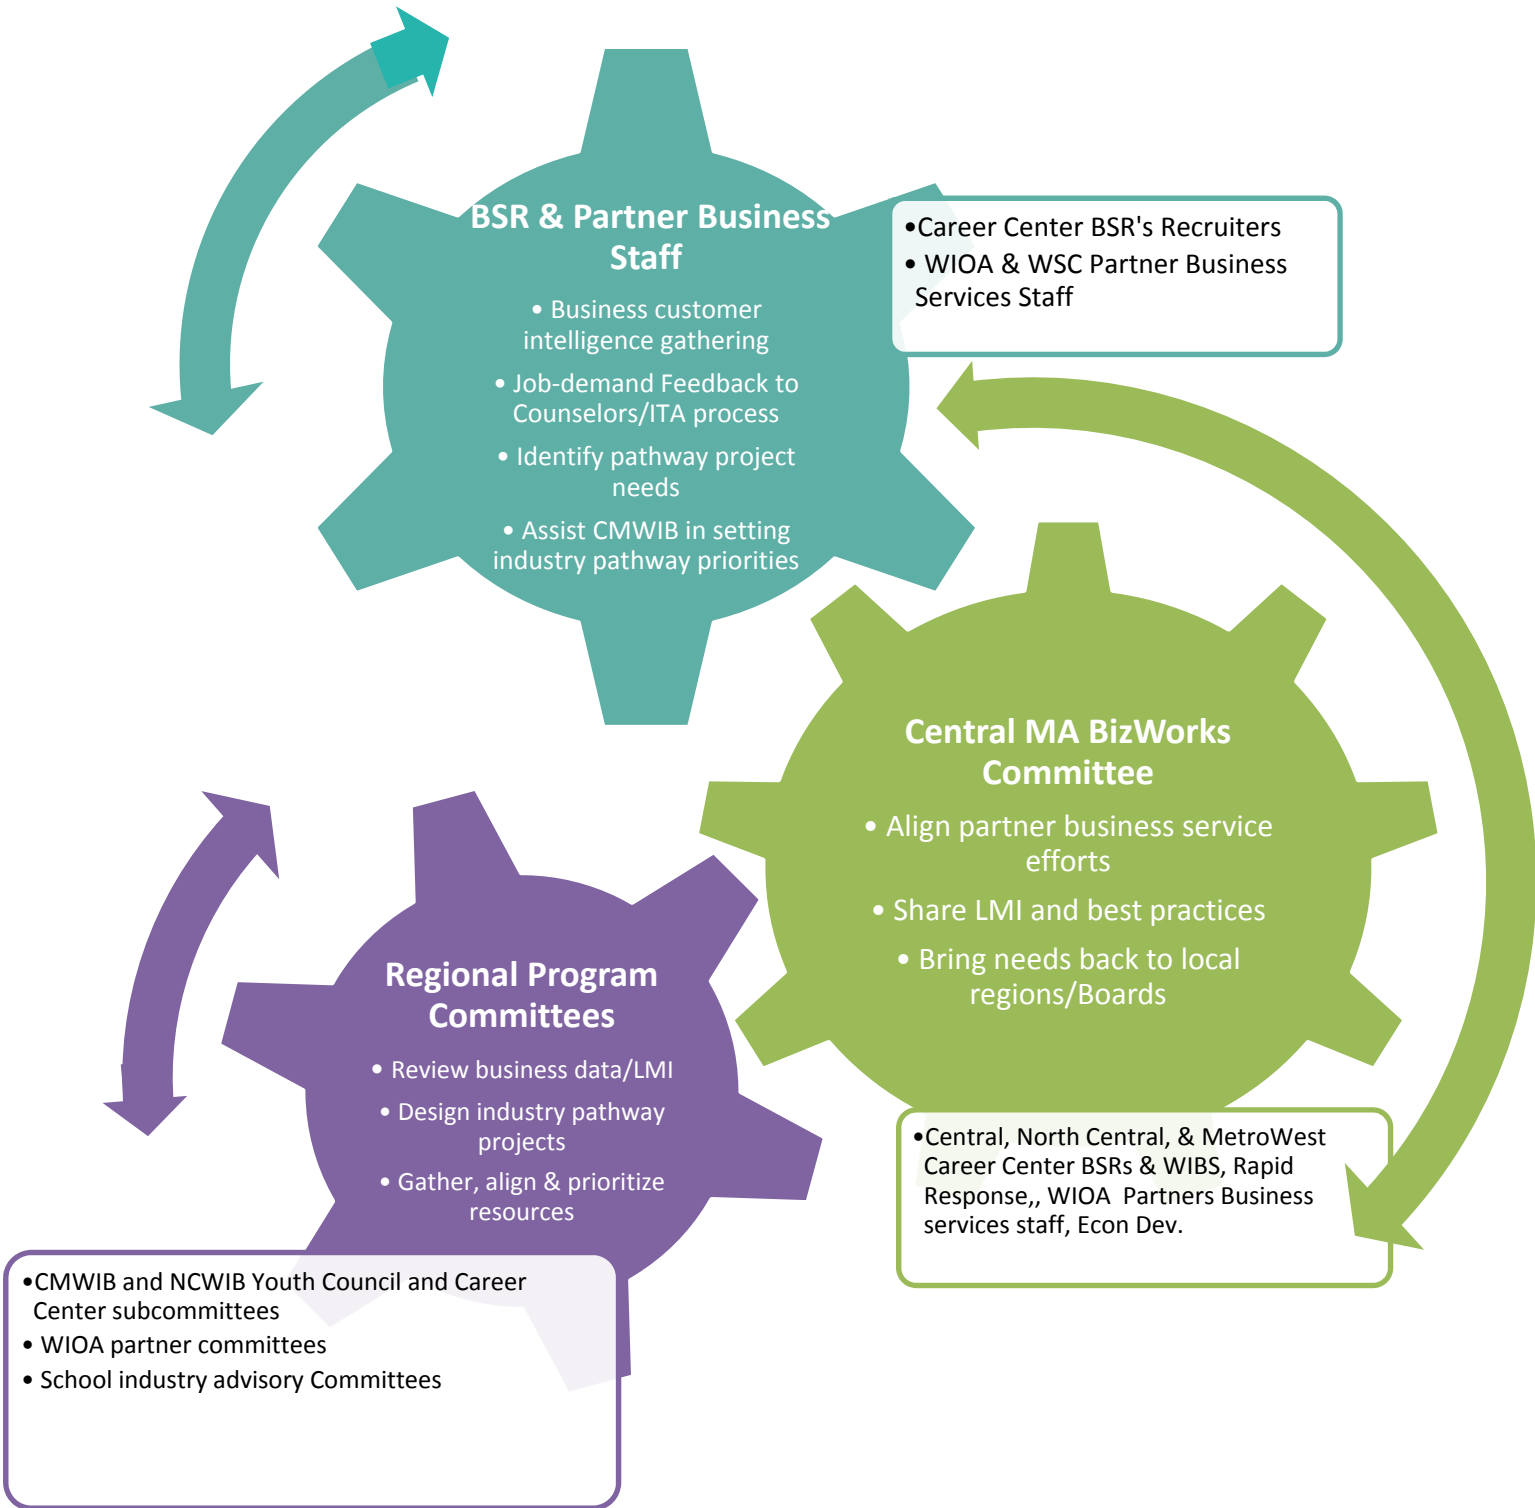 BSR & Partner Business
Staff
• Business customer
intelligence gathering
• Job-demand Feedback to
Counselors/ITA process
• Identify pathway project
needs
• Assist CMWIB in setting
industry pathway priorities
•Career Center BSR's Recruiters
• WIOA & WSC Partner Business
Services Staff
Central MA BizWorks
Committee
• Align partner business service
efforts
• Share LMI and best practices
• Bring needs back to local
regions/Boards
•Central, North Central, & MetroWest
Career Center BSRs & WIBS, Rapid
Response,, WIOA Partners Business
services staff, Econ Dev.
Regional Program
Committees
• Review business data/LMI
• Design industry pathway
projects
• Gather, align & prioritize
resources
•CMWIB and NCWIB Youth Council and Career
Center subcommittees
• WIOA partner committees
• School industry advisory Committees